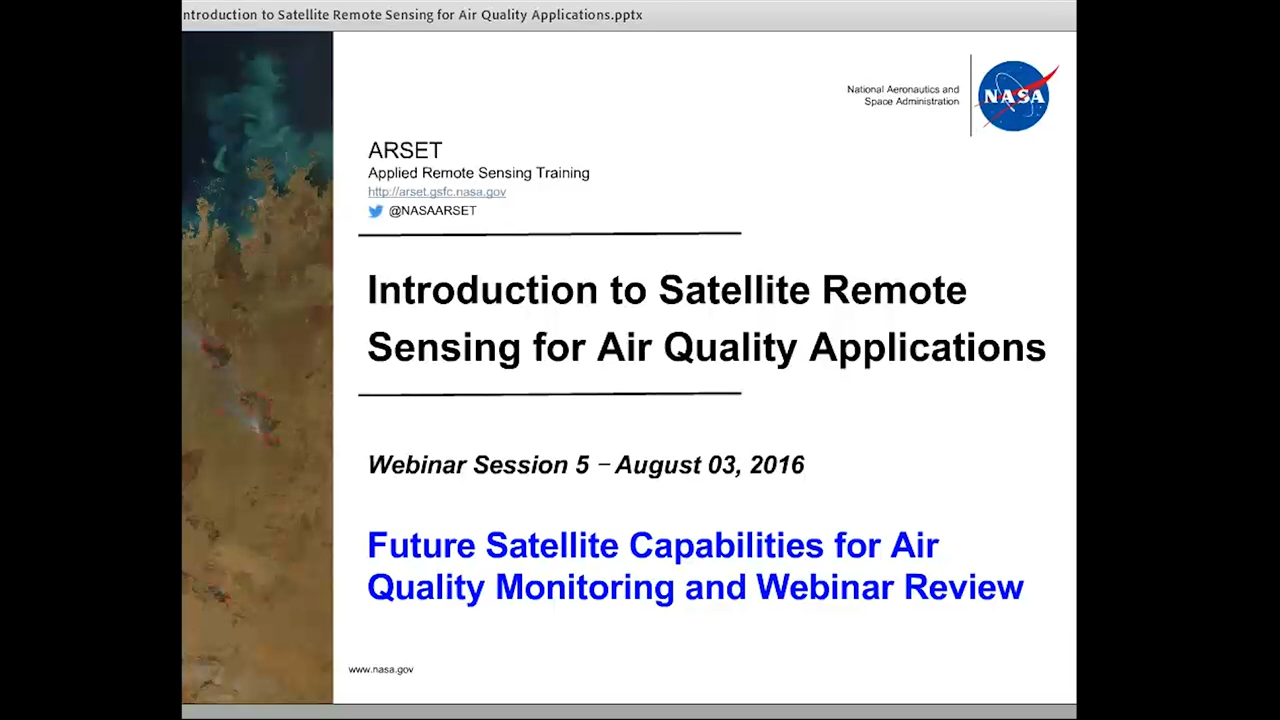 ntroduction to Satellite Remote Sensing for Air Quality Applications.pptx
National Aeronautics and
Space Administration
NASA
ARSET
Applied Remote Sensing Training
http://arset.gsfc.nasa.gov
@NASAARSET
Introduction to Satellite Remote
Sensing for Air Quality Applications
Webinar Session 5 – August 03, 2016
Future Satellite Capabilities for Air
Quality Monitoring and Webinar Review
www.nasa.gov